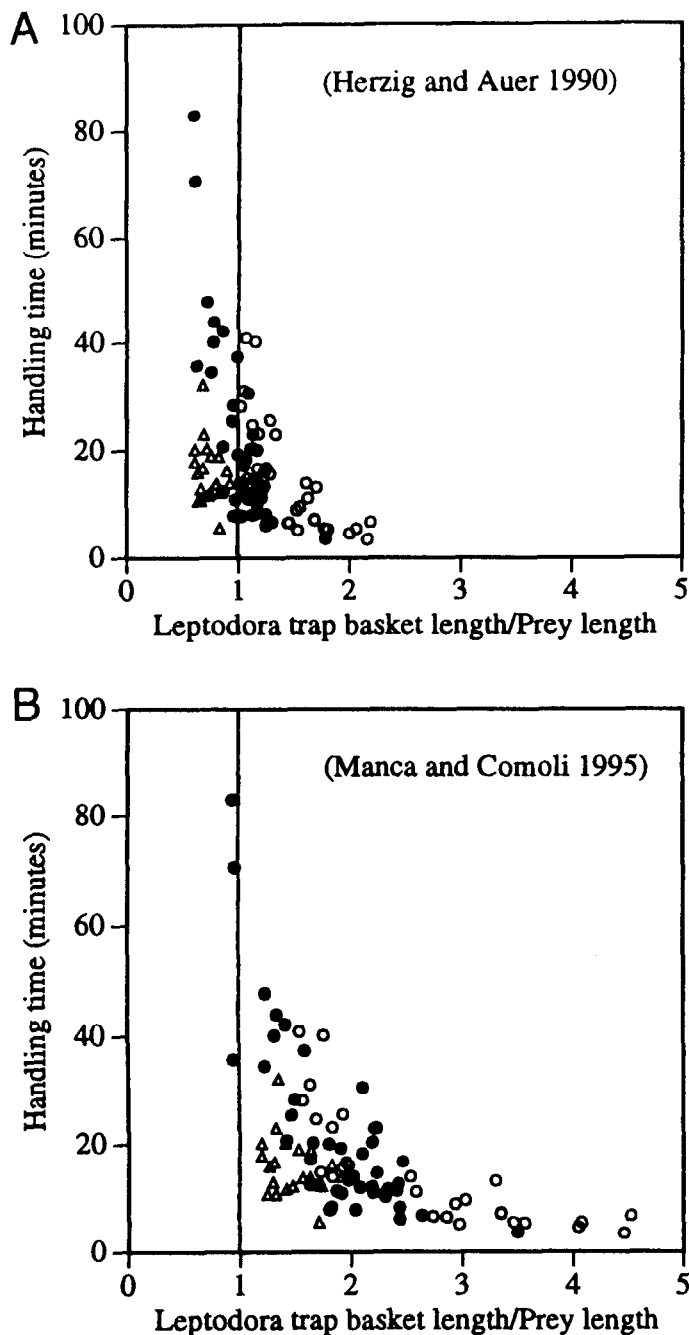 A
(Herzig and Auer 1990)
Handling time (minutes)
100
80
60
40
20
0
0 1 2 3 4 5
Leptodora trap basket length/Prey length
B
(Manca and Comoli 1995)
Handling time (minutes)
100
80
60
40
20
0
0 1 2 3 4 5
Leptodora trap basket length/Prey length